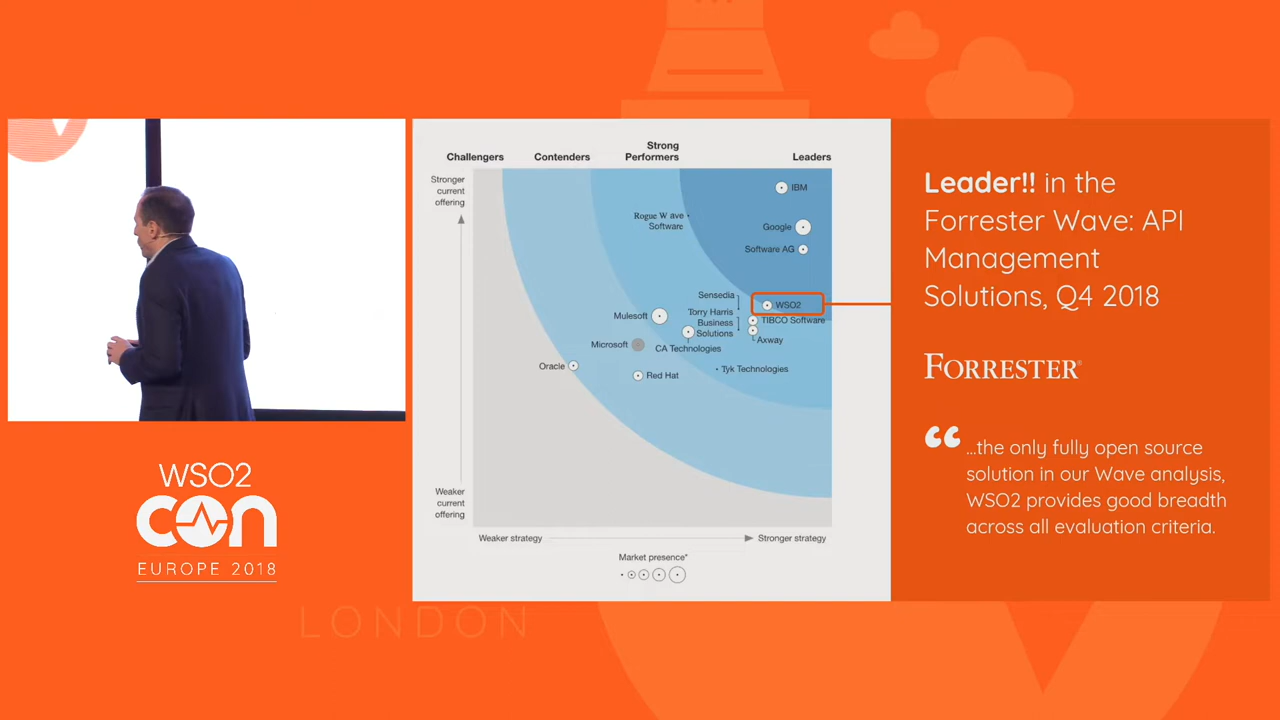 Challengers
Contenders
Strong
Performers
Leaders
Stronger
current
offering
IBM
Rogue W ave
Software
Google
Software AG
Sensedia
WSO2
Mulesoft
Torry Harris
Business
Solutions
TIBCO Software
Microsoft
CA Technologies
Axway
Oracle
Red Hat
Tyk Technologies
Weaker
current
offering
Weaker strategy
Stronger strategy
Market presence*
Leader!! in the
Forrester Wave: API
Management
Solutions, Q4 2018
FORRESTER®
“ ...the only fully open source
solution in our Wave analysis,
WSO2 provides good breadth
across all evaluation criteria.
WSO2
CON
EUROPE 2018
LONDON